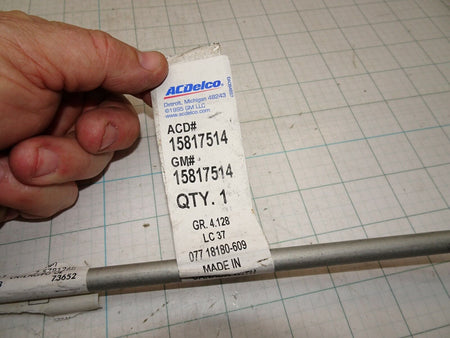 ACDelco
Detroit, Michigan 48243
©1995 GM LLC
www.acdelco.com
ACD#
15817514
GM#
15817514
QTY. 1
GR. 4.128
LC 37
077 18180-609
MADE IN
73652